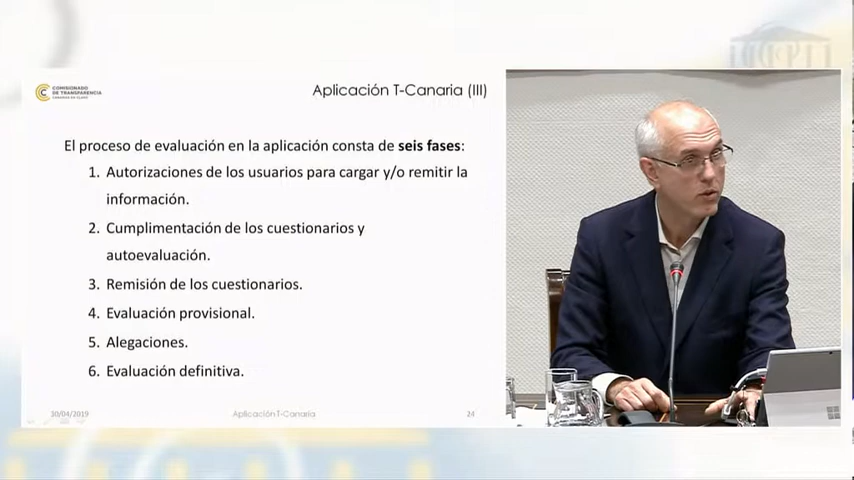 COMISIONADO
DE TRANSPARENCIA
Aplicación T-Canaria (III)
El proceso de evaluación en la aplicación consta de seis fases:
1. Autorizaciones de los usuarios para cargar y/o remitir la
información.
2. Cumplimentación de los cuestionarios y
autoevaluación.
3. Remisión de los cuestionarios.
4. Evaluación provisional.
5. Alegaciones.
6. Evaluación definitiva.
30/04/2019
Aplicación T-Canaria
24